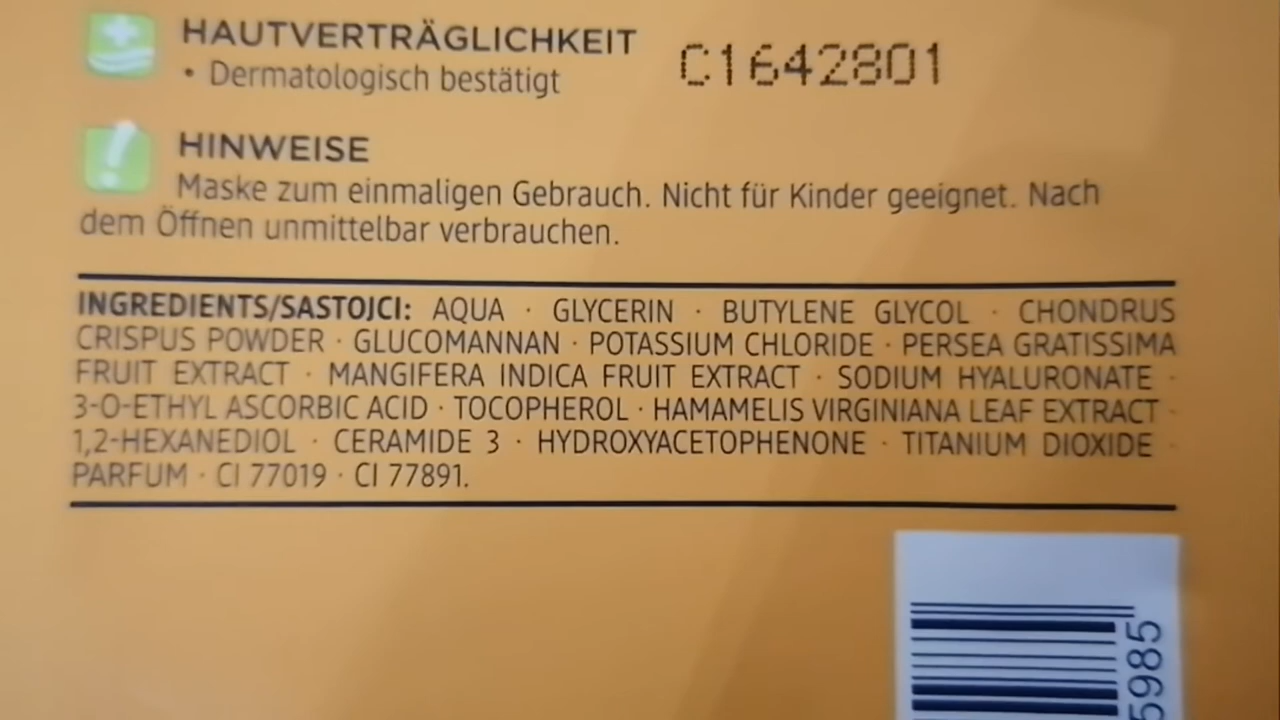 HAUTVERTRÄGLICHKEIT
• Dermatologisch bestätigt
C1642801
HINWEISE
Maske zum einmaligen Gebrauch. Nicht für Kinder geeignet. Nach
dem Öffnen unmittelbar verbrauchen.
INGREDIENTS/SASTOJCI: AQUA · GLYCERIN · BUTYLENE GLYCOL · CHONDRUS
CRISPUS POWDER · GLUCOMANNAN · POTASSIUM CHLORIDE · PERSEA GRATISSIMA
FRUIT EXTRACT · MANGIFERA INDICA FRUIT EXTRACT · SODIUM HYALURONATE ·
3-O-ETHYL ASCORBIC ACID · TOCOPHEROL · HAMAMELIS VIRGINIANA LEAF EXTRACT ·
1,2-HEXANEDIOL · CERAMIDE 3 · HYDROXYACETOPHENONE · TITANIUM DIOXIDE ·
PARFUM · CI 77019 · CI 77891.
5985